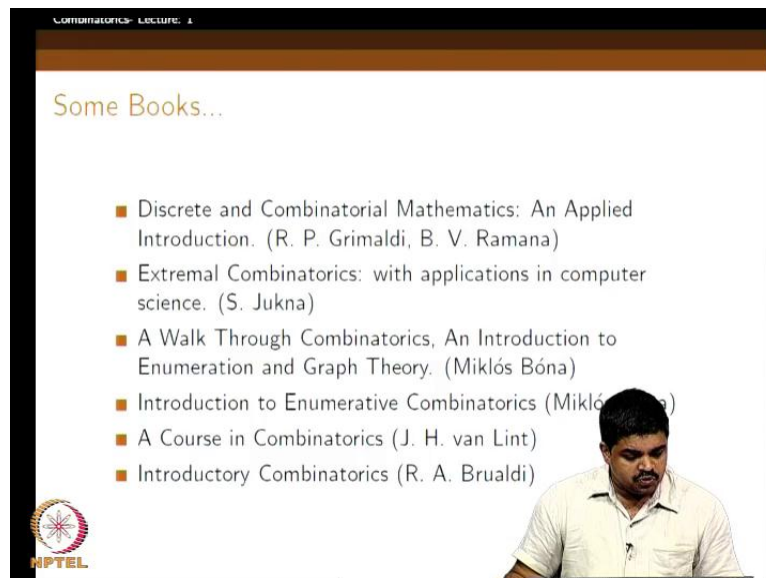 Combinatorics- Lecture: 1
Some Books...
Discrete and Combinatorial Mathematics: An Applied
Introduction. (R. P. Grimaldi, B. V. Ramana)
Extremal Combinatorics: with applications in computer
science. (S. Jukna)
A Walk Through Combinatorics, An Introduction to
Enumeration and Graph Theory. (Miklós Bóna)
Introduction to Enumerative Combinatorics
A Course in Combinatorics (J. H. van Lint)
Introductory Combinatorics (R. A. Brualdi)
NPTEL